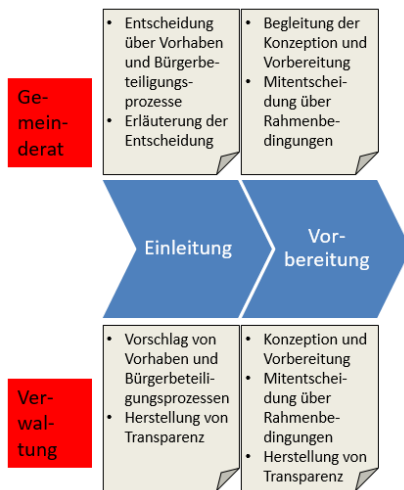 Ge-
mein-
derat
• Entscheidung
über Vorhaben
und Bürgerbe-
teiligungs-
prozesse
• Erläuterung der
Entscheidung
• Begleitung der
Konzeption und
Vorbereitung
• Mitentschei-
dung über
Rahmenbe-
dingungen
Einleitung
Vor-
bereitung
Ver-
wal-
tung
• Vorschlag von
Vorhaben und
Bürgerbeteili-
gungsprozessen
• Herstellung von
Transparenz
• Konzeption und
Vorbereitung
• Mitentschei-
dung über
Rahmenbe-
dingungen
• Herstellung von
Transparenz